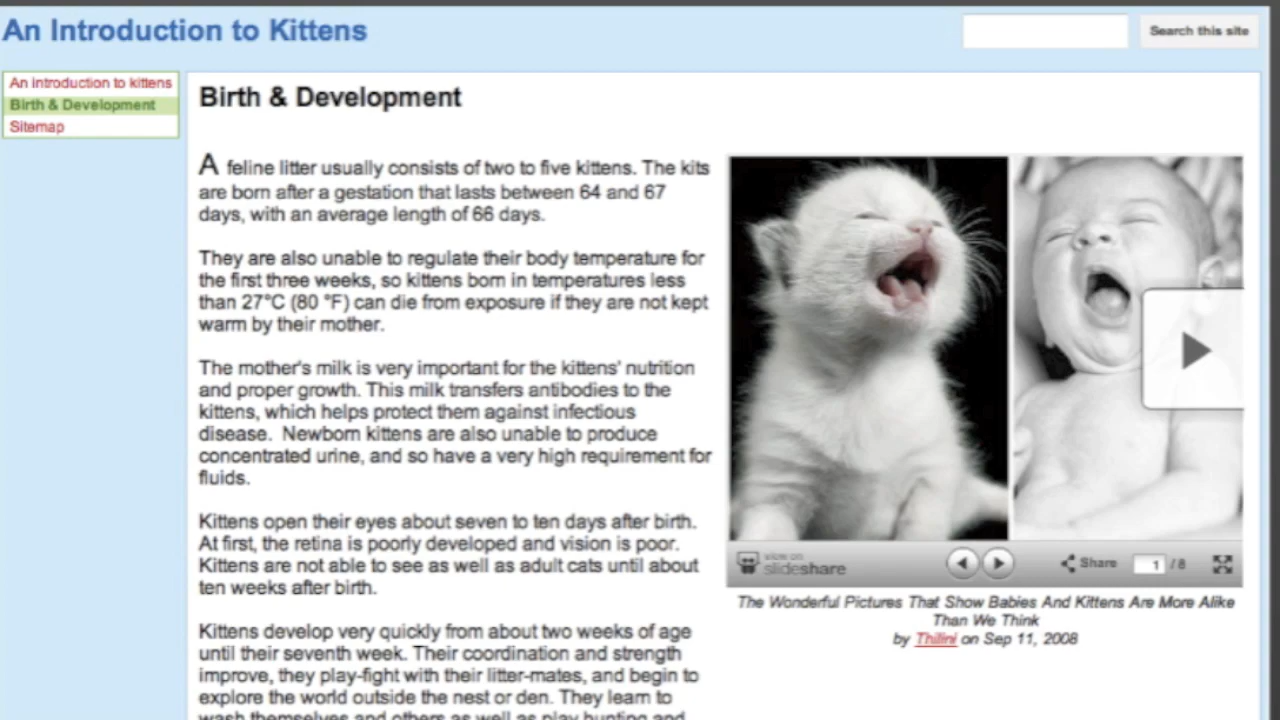 An Introduction to Kittens
Search this site
An introduction to kittens
Birth & Development
Sitemap
Birth & Development
A feline litter usually consists of two to five kittens. The kits
are born after a gestation that lasts between 64 and 67
days, with an average length of 66 days.
They are also unable to regulate their body temperature for
the first three weeks, so kittens born in temperatures less
than 27°C (80 °F) can die from exposure if they are not kept
warm by their mother.
The mother's milk is very important for the kittens' nutrition
and proper growth. This milk transfers antibodies to the
kittens, which helps protect them against infectious
disease. Newborn kittens are also unable to produce
concentrated urine, and so have a very high requirement for
fluids.
Kittens open their eyes about seven to ten days after birth.
At first, the retina is poorly developed and vision is poor.
Kittens are not able to see as well as adult cats until about
ten weeks after birth.
Kittens develop very quickly from about two weeks of age
until their seventh week. Their coordination and strength
improve, they play-fight with their litter-mates, and begin to
explore the world outside the nest or den. They learn to
wash themselves and others as well as play hunting and
view on
slideshare
Share
1 / 8
The Wonderful Pictures That Show Babies And Kittens Are More Alike
Than We Think
by Thilini on Sep 11, 2008